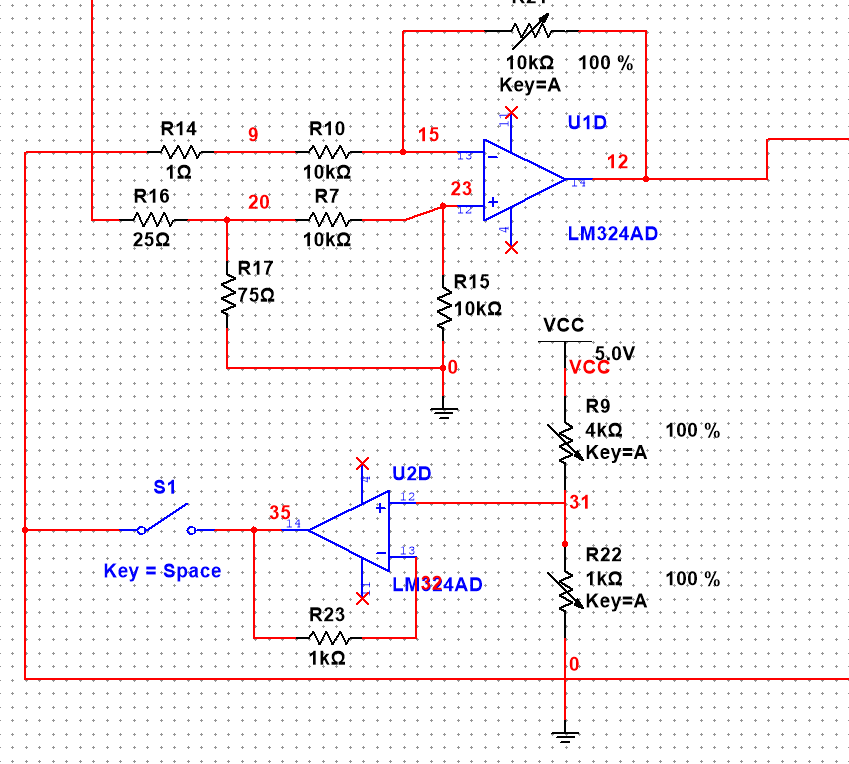 R21
10kΩ 100 %
Key=A
R14
9
R10
15
11
U1D
1Ω
10kΩ
13
12
14
R16
20
R7
23
12
25Ω
10kΩ
4
LM324AD
R17
75Ω
R15
10kΩ
VCC
5.0V
VCC
0
R9
4kΩ 100 %
Key=A
S1
4
U2D
12
31
35
14
13
Key = Space
11
LM324AD
32
R22
1kΩ 100 %
Key=A
R23
1kΩ
0